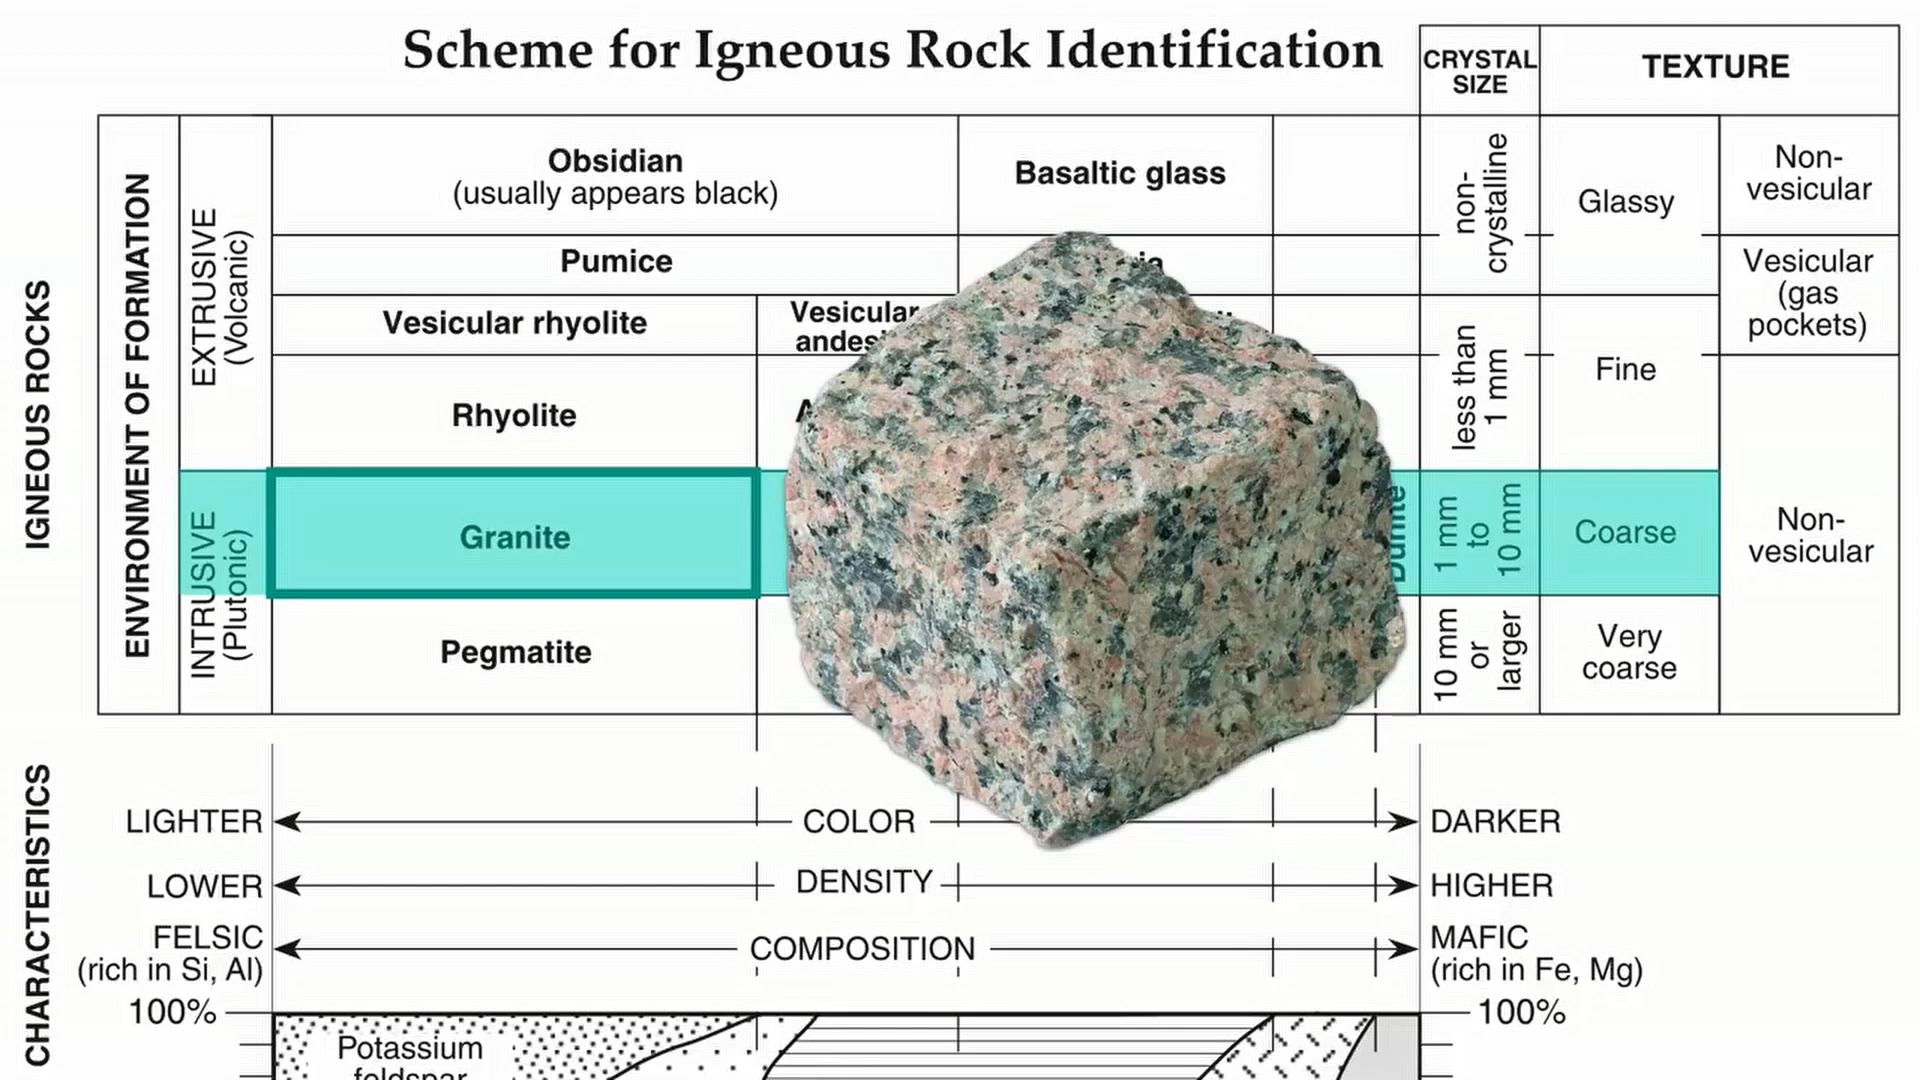 Scheme for Igneous Rock Identification
CRYSTAL
SIZE
TEXTURE
IGNEOUS ROCKS
ENVIRONMENT OF FORMATION
EXTRUSIVE
(Volcanic)
INTRUSIVE
(Plutonic)
Obsidian
(usually appears black)
Basaltic glass
Pumice
Vesicular rhyolite
Vesicular
Rhyolite
Granite
Pegmatite
non-
crystalline
less than
1 mm
1 mm
to
10 mm
10 mm
or
larger
Glassy
Fine
Coarse
Very
coarse
Non-
vesicular
Vesicular
(gas
pockets)
Non-
vesicular
CHARACTERISTICS
LIGHTER
COLOR
DARKER
LOWER
DENSITY
HIGHER
FELSIC
(rich in Si, Al)
COMPOSITION
MAFIC
(rich in Fe, Mg)
100%
100%
Potassium
feldspar